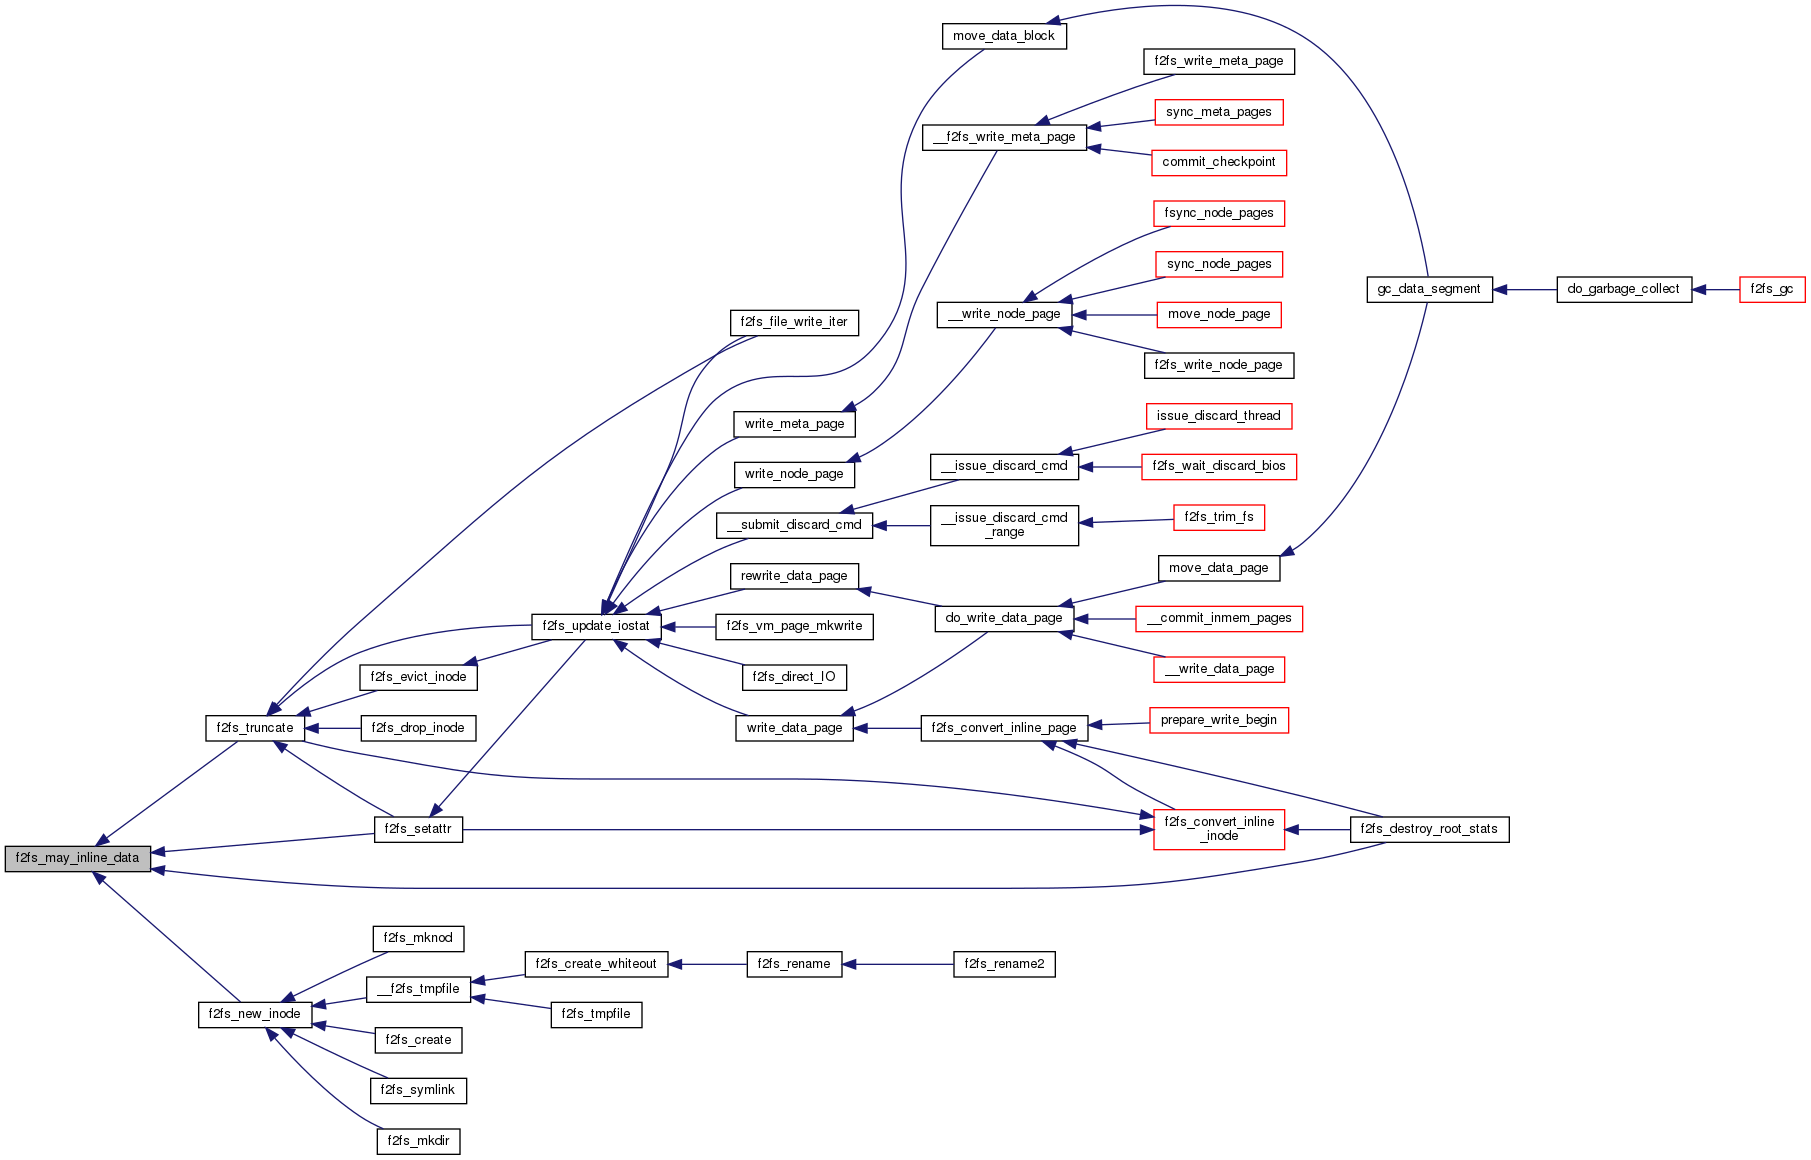 move_data_block
f2fs_write_meta_page
sync_meta_pages
__f2fs_write_meta_page
commit_checkpoint
fsync_node_pages
sync_node_pages
gc_data_segment
do_garbage_collect
f2fs_gc
__write_node_page
move_node_page
f2fs_file_write_iter
f2fs_write_node_page
issue_discard_thread
write_meta_page
__issue_discard_cmd
f2fs_wait_discard_bios
write_node_page
__submit_discard_cmd
__issue_discard_cmd
_range
f2fs_trim_fs
move_data_page
rewrite_data_page
do_write_data_page
__commit_inmem_pages
f2fs_update_iostat
f2fs_vm_page_mkwrite
__write_data_page
f2fs_evict_inode
f2fs_direct_IO
prepare_write_begin
f2fs_truncate
f2fs_drop_inode
write_data_page
f2fs_convert_inline_page
f2fs_setattr
f2fs_convert_inline
_inode
f2fs_destroy_root_stats
f2fs_may_inline_data
f2fs_mknod
f2fs_create_whiteout
f2fs_rename
f2fs_rename2
__f2fs_tmpfile
f2fs_new_inode
f2fs_tmpfile
f2fs_create
f2fs_symlink
f2fs_mkdir